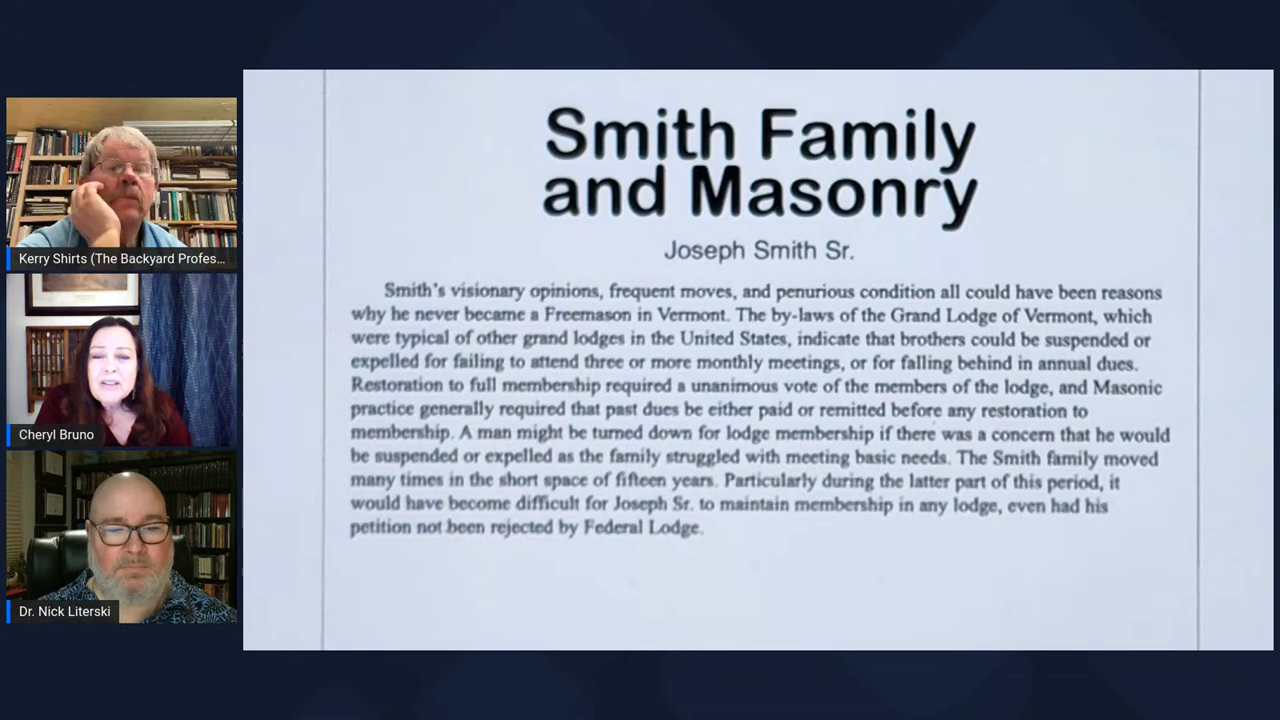 Kerry Shirts (The Backyard Profes...
Cheryl Bruno
Dr. Nick Literski
Smith Family
and Masonry
Joseph Smith Sr.
Smith's visionary opinions, frequent moves, and penurious condition all could have been reasons
why he never became a Freemason in Vermont. The by-laws of the Grand Lodge of Vermont, which
were typical of other grand lodges in the United States, indicate that brothers could be suspended or
expelled for failing to attend three or more monthly meetings, or for falling behind in annual dues.
Restoration to full membership required a unanimous vote of the members of the lodge, and Masonic
practice generally required that past dues be either paid or remitted before any restoration to
membership. A man might be turned down for lodge membership if there was a concern that he would
be suspended or expelled as the family struggled with meeting basic needs. The Smith family moved
many times in the short space of fifteen years. Particularly during the latter part of this period, it
would have become difficult for Joseph Sr. to maintain membership in any lodge, even had his
petition not been rejected by Federal Lodge.